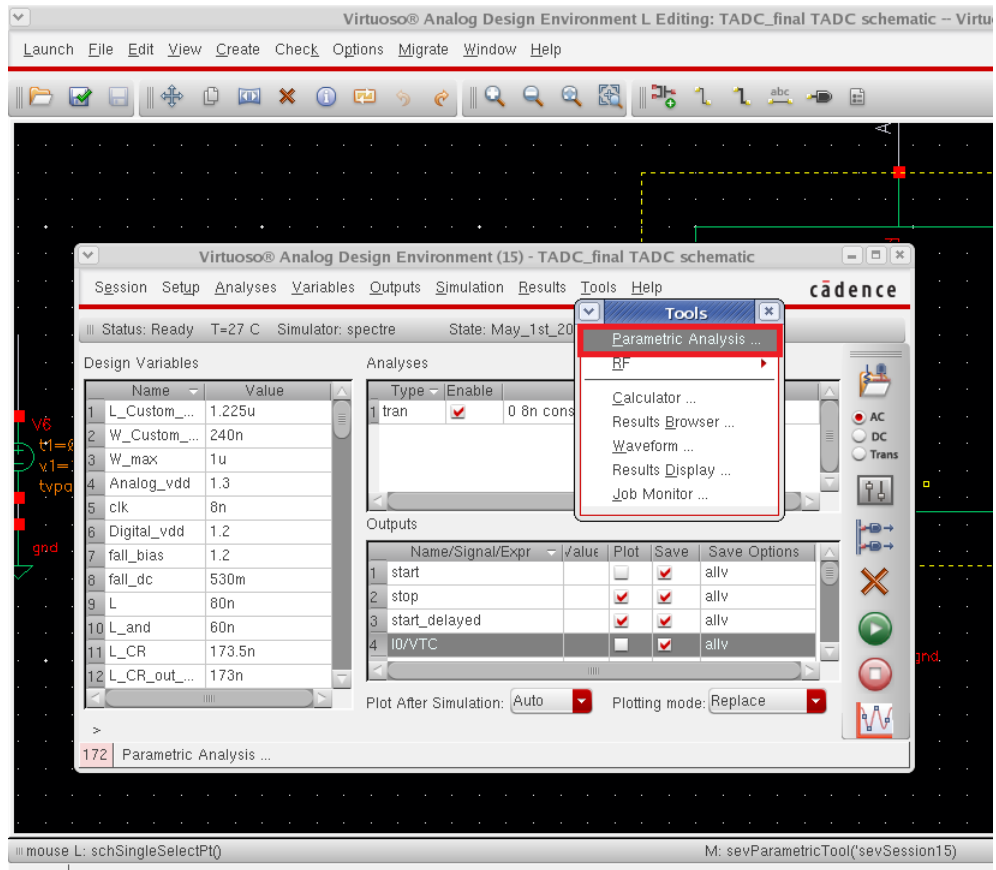 Virtuoso® Analog Design Environment L Editing: TADC_final TADC schematic -- Virtu
Launch File Edit View Create Check Options Migrate Window Help
abc
A
V6
t1=
v1=
typa
gnd
gnd.
Virtuoso® Analog Design Environment (15) - TADC_final TADC schematic
Session Setup Analyses Variables Outputs Simulation Results Tools Help
cādence
Status: Ready T=27 C Simulator: spectre State: May_1st_20
Tools
Parametric Analysis ...
RF
Calculator ...
Results Browser ...
Waveform ...
Results Display ...
Job Monitor ...
Design Variables
Name Value
1 L_Custom_... 1.225u
2 W_Custom_... 240n
3 W_max 1u
4 Analog_vdd 1.3
5 clk 8n
6 Digital_vdd 1.2
7 fall_bias 1.2
8 fall_dc 530m
9 L 80n
10 L_and 60n
11 L_CR 173.5n
12 L_CR_out_... 173n
Analyses
Type Enable
1 tran 0 8n cons
AC
DC
Trans
Outputs
Name/Signal/Expr Value Plot Save Save Options
1 start allv
2 stop allv
3 start_delayed allv
4 I0/VTC allv
Plot After Simulation: Auto Plotting mode: Replace
>
172 Parametric Analysis ...
mouse L: schSingleSelectPt() M: sevParametricTool('sevSession15)